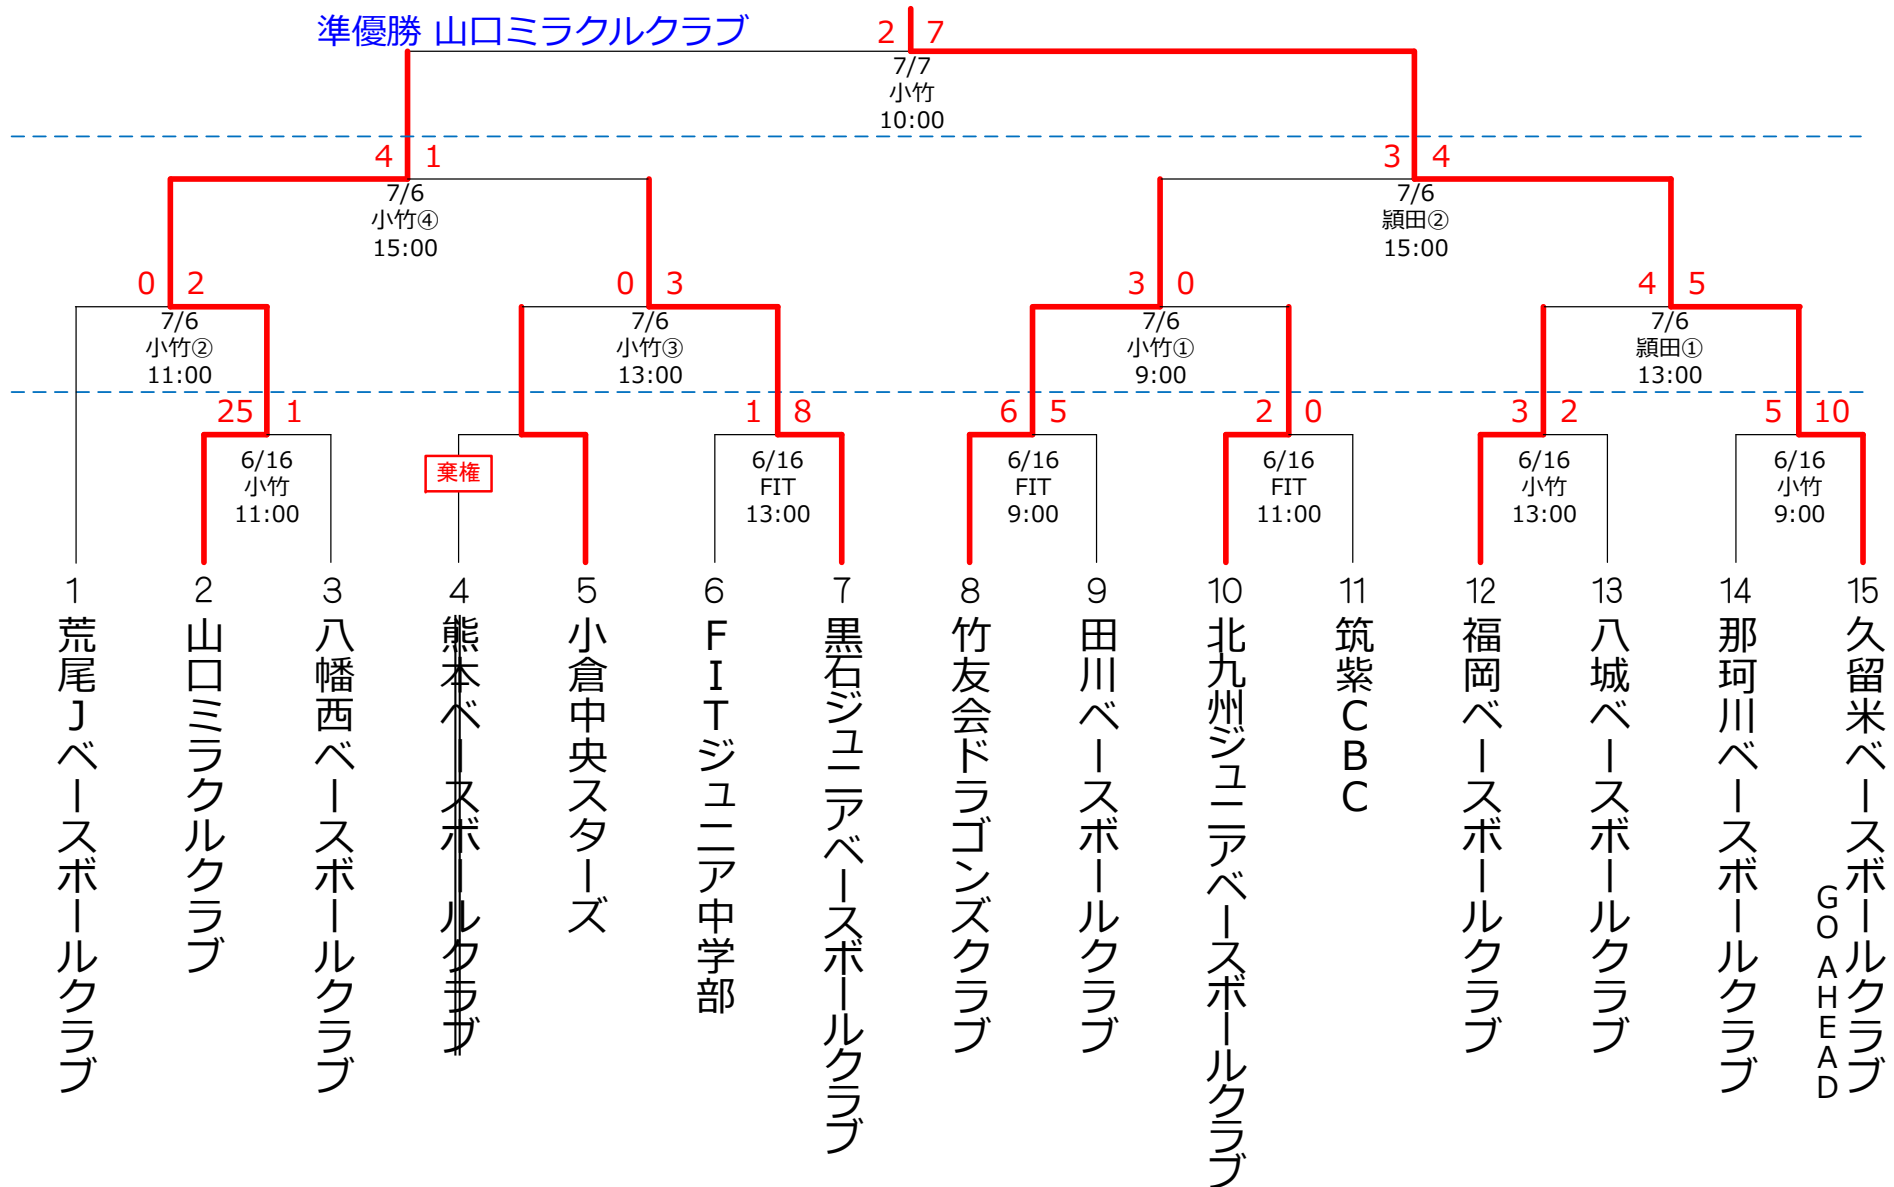 準優勝 山口ミラクルクラブ
2 7
7/7
小竹
10:00
4 1
7/6
小竹④
15:00
3 4
7/6
頴田②
15:00
0 2
7/6
小竹②
11:00
0 3
7/6
小竹③
13:00
3 0
7/6
小竹①
9:00
4 5
7/6
頴田①
13:00
25 1
6/16
小竹
11:00
棄権
1 8
6/16
FIT
13:00
6 5
6/16
FIT
9:00
2 0
6/16
FIT
11:00
3 2
6/16
小竹
13:00
5 10
6/16
小竹
9:00
1
荒尾Jベースボールクラブ
2
山口ミラクルクラブ
3
八幡西ベースボールクラブ
4
熊本ベースボールクラブ
5
小倉中央スターズ
6
FITジュニア中学部
7
黒石ジュニアベースボールクラブ
8
竹友会ドラゴンズクラブ
9
田川ベースボールクラブ
10
北九州ジュニアベースボールクラブ
11
筑紫CBC
12
福岡ベースボールクラブ
13
八城ベースボールクラブ
14
那珂川ベースボールクラブ
15
久留米ベースボールクラブ
GO AHEAD